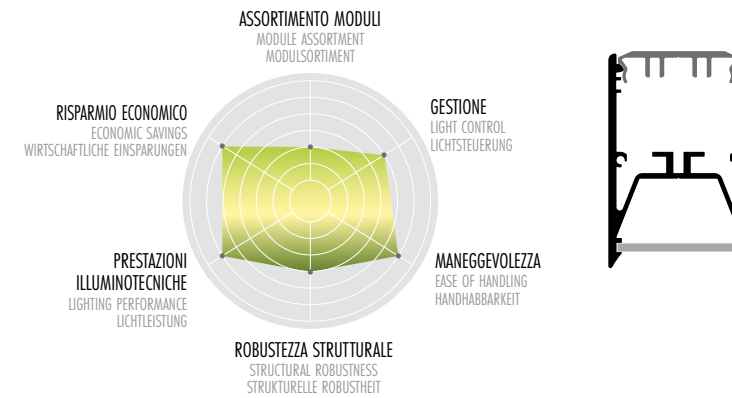 ASSORTIMENTO MODULI
MODULE ASSORTMENT
MODULSORTIMENT
GESTIONE
LIGHT CONTROL
LICHTSTEUERUNG
MANEGGEVOLEZZA
EASE OF HANDLING
HANDHABBARKEIT
ROBUSTEZZA STRUTTURALE
STRUCTURAL ROBUSTNESS
STRUKTURELLE ROBUSTHEIT
PRESTAZIONI
ILLUMINOTECNICHE
LIGHTING PERFORMANCE
LICHTLEISTUNG
RISPARMIO ECONOMICO
ECONOMIC SAVINGS
WIRTSCHAFTLICHE EINSPARUNGEN